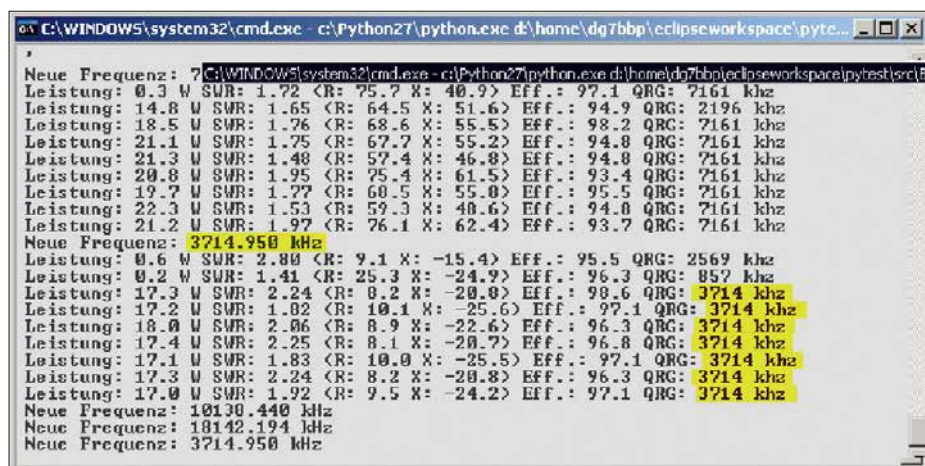 C:\WINDOWS\system32\cmd.exe - c:\Python27\python.exe d:\home\dg7bbp\eclipseworkspace\pyte...
,
Neue Frequenz: 7
C:\WINDOWS\system32\cmd.exe - c:\Python27\python.exe d:\home\dg7bbp\eclipseworkspace\pytest\src\E
Leistung: 0.3 W SWR: 1.72 (R: 75.7 X: 40.9) Eff.: 97.1 QRG: 7161 khz
Leistung: 14.8 W SWR: 1.65 (R: 64.5 X: 51.6) Eff.: 94.9 QRG: 2196 khz
Leistung: 18.5 W SWR: 1.76 (R: 68.6 X: 55.5) Eff.: 98.2 QRG: 7161 khz
Leistung: 21.1 W SWR: 1.75 (R: 67.7 X: 55.2) Eff.: 94.8 QRG: 7161 khz
Leistung: 21.3 W SWR: 1.48 (R: 57.4 X: 46.8) Eff.: 94.8 QRG: 7161 khz
Leistung: 20.8 W SWR: 1.95 (R: 75.4 X: 61.5) Eff.: 93.4 QRG: 7161 khz
Leistung: 19.7 W SWR: 1.77 (R: 68.5 X: 55.8) Eff.: 95.5 QRG: 7161 khz
Leistung: 22.3 W SWR: 1.53 (R: 59.3 X: 48.6) Eff.: 94.8 QRG: 7161 khz
Leistung: 21.2 W SWR: 1.97 (R: 76.1 X: 62.4) Eff.: 93.7 QRG: 7161 khz
Neue Frequenz: 3714.950 kHz
Leistung: 0.6 W SWR: 2.80 (R: 9.1 X: -15.4) Eff.: 95.5 QRG: 2569 khz
Leistung: 0.2 W SWR: 1.41 (R: 25.3 X: -24.9) Eff.: 96.3 QRG: 857 khz
Leistung: 17.3 W SWR: 2.24 (R: 8.2 X: -20.8) Eff.: 98.6 QRG: 3714 khz
Leistung: 17.2 W SWR: 1.82 (R: 10.1 X: -25.6) Eff.: 97.1 QRG: 3714 khz
Leistung: 18.0 W SWR: 2.06 (R: 8.9 X: -22.6) Eff.: 96.3 QRG: 3714 khz
Leistung: 17.4 W SWR: 2.25 (R: 8.1 X: -20.7) Eff.: 96.8 QRG: 3714 khz
Leistung: 17.1 W SWR: 1.83 (R: 10.0 X: -25.5) Eff.: 97.1 QRG: 3714 khz
Leistung: 17.3 W SWR: 2.24 (R: 8.2 X: -20.8) Eff.: 96.3 QRG: 3714 khz
Leistung: 17.0 W SWR: 1.92 (R: 9.5 X: -24.2) Eff.: 97.1 QRG: 3714 khz
Neue Frequenz: 10138.440 kHz
Neue Frequenz: 18142.194 kHz
Neue Frequenz: 3714.950 kHz